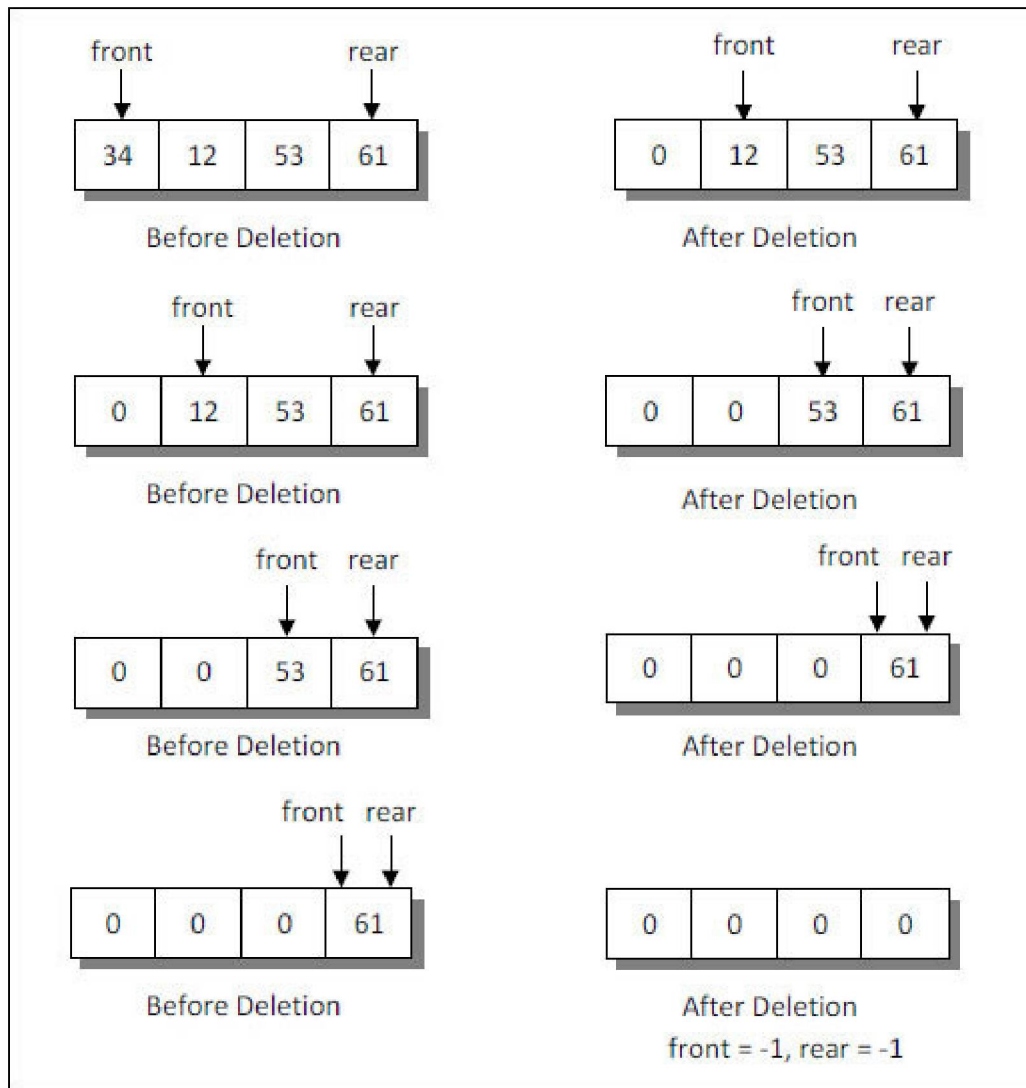 front rear front rear
34 12 53 61 0 12 53 61
Before Deletion After Deletion
front rear front rear
0 12 53 61 0 0 53 61
Before Deletion After Deletion
front rear front rear
0 0 53 61 0 0 0 61
Before Deletion After Deletion
front rear
0 0 0 61 0 0 0 0
Before Deletion After Deletion
front = -1, rear = -1